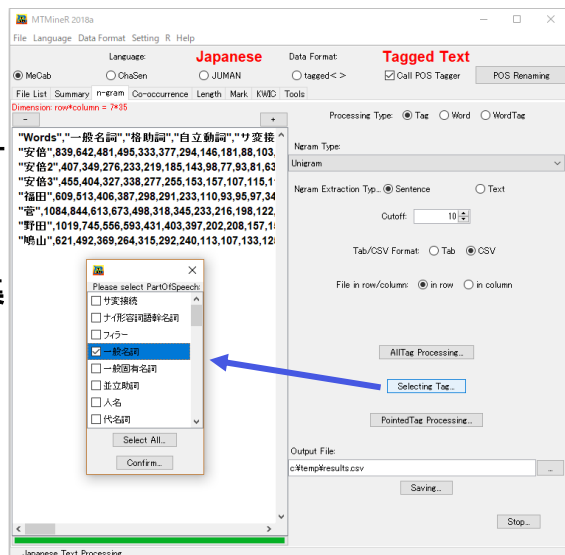 MTMineR 2018a
File Language Data Format Setting R Help
Language: Japanese Data Format: Tagged Text
MeCab ChaSen JUMAN tagged< > Call POS Tagger POS Renaming
File List Summary n-gram Co-occurrence Length Mark KWIC Tools
Dimension: row*column = 7*35
- +
"Words","一般名詞","格助詞","自立動詞","サ変接
"安倍",839,642,481,495,333,377,294,146,181,88,103,
"安倍2",407,349,276,233,219,185,143,98,77,93,81,63
"安倍3",455,404,327,338,277,255,153,157,107,115,1
"福田",609,513,406,387,298,291,233,110,93,95,97,34
"菅",1084,844,613,673,498,318,345,233,216,198,122,
"野田",1019,745,556,593,431,403,397,202,208,157,1
"鳩山",621,492,369,264,315,292,240,113,107,133,12
Please select PartOfSpeech:
サ変接続
ナイ形容詞語幹名詞
フィラー
一般名詞
一般固有名詞
並立助詞
人名
代名詞
Select All...
Confirm...
Processing Type: Tag Word WordTag
Ngram Type:
Unigram
Ngram Extraction Typ... Sentence Text
Cutoff: 10
Tab/CSV Format: Tab CSV
File in row/column: in row in column
AllTag Processing...
Selecting Tag...
PointedTag Processing...
Output File:
c:¥temp¥results.csv ...
Saving...
Stop...
Japanese Text Processing